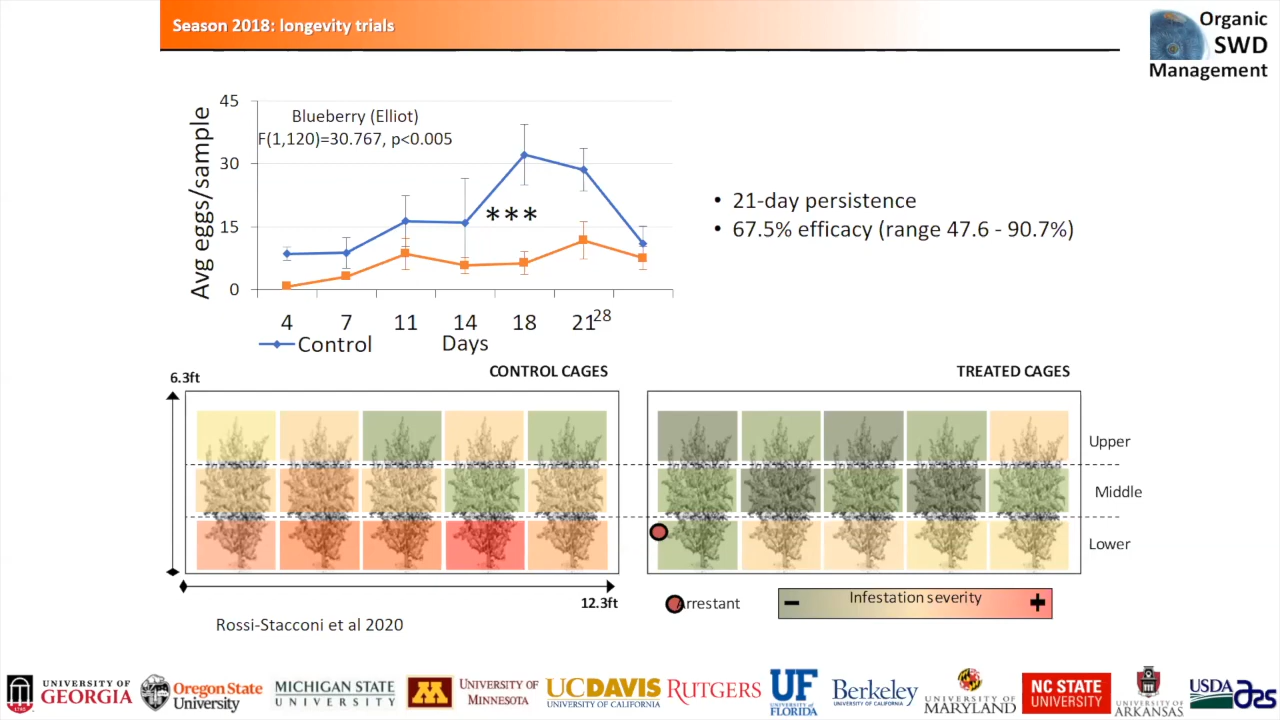 Season 2018: longevity trials
Organic
SWD
Management
Avg eggs/sample
45
30
15
0
Blueberry (Elliot)
F(1,120)=30.767, p<0.005
***
4 7 11 14 18 21 28
Control
Days
• 21-day persistence
• 67.5% efficacy (range 47.6 - 90.7%)
6.3ft
CONTROL CAGES
TREATED CAGES
Upper
Middle
Lower
12.3ft
Arrestant
− Infestation severity +
Rossi-Stacconi et al 2020
UNIVERSITY OF
GEORGIA
1785
Oregon State
University
MICHIGAN STATE
UNIVERSITY
M
UNIVERSITY OF
MINNESOTA
UCDAVIS
UNIVERSITY OF CALIFORNIA
RUTGERS
UF
UNIVERSITY of
FLORIDA
Berkeley
UNIVERSITY OF CALIFORNIA
UNIVERSITY OF
MARYLAND
NC STATE
UNIVERSITY
UNIVERSITY OF
ARKANSAS
USDA